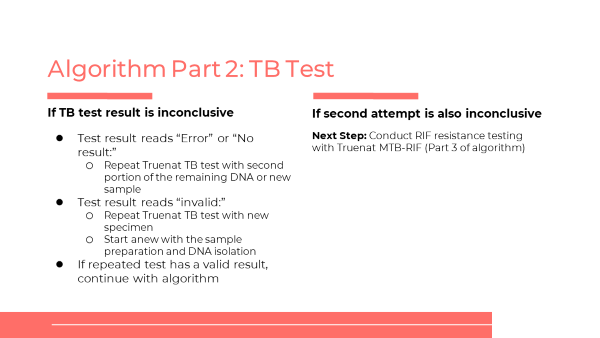 Algorithm Part 2: TB Test
If TB test result is inconclusive
● Test result reads “Error” or “No
result:”
o Repeat Truenat TB test with second
portion of the remaining DNA or new
sample
● Test result reads “invalid:”
o Repeat Truenat TB test with new
specimen
o Start anew with the sample
preparation and DNA isolation
● If repeated test has a valid result,
continue with algorithm
If second attempt is also inconclusive
Next Step: Conduct RIF resistance testing
with Truenat MTB-RIF (Part 3 of algorithm)